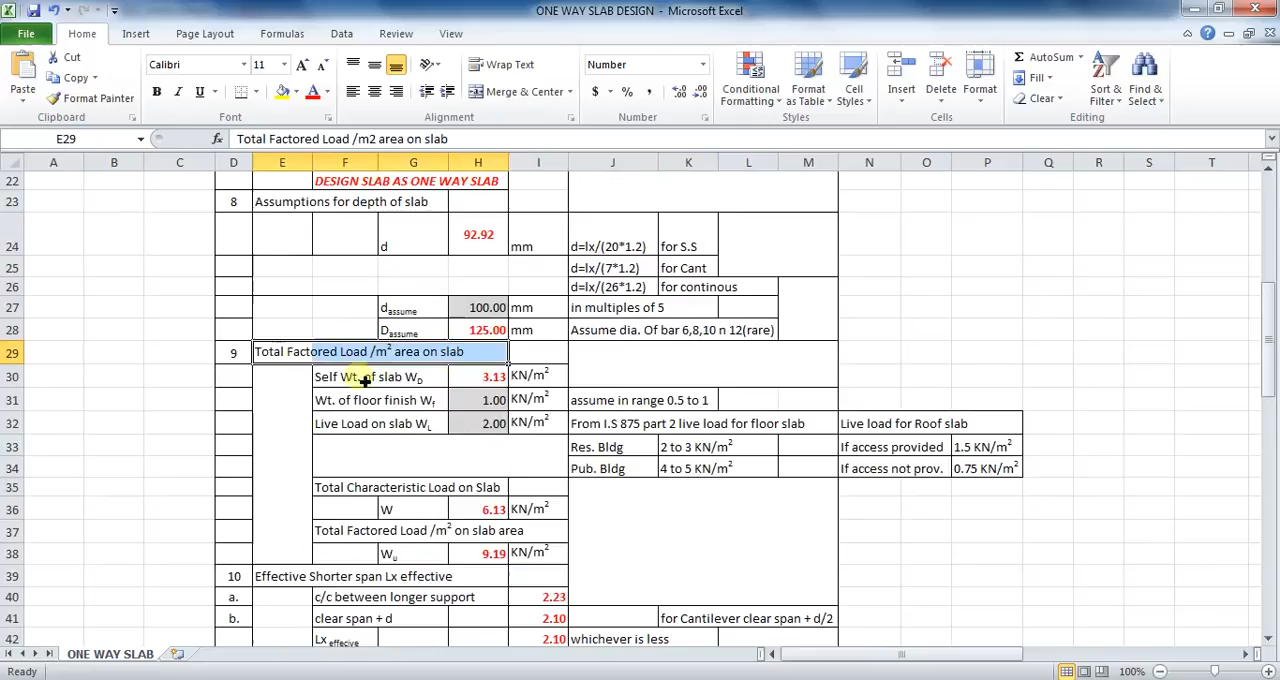 ONE WAY SLAB DESIGN - Microsoft Excel
File Home Insert Page Layout Formulas Data Review View
Paste Cut Copy Format Painter Clipboard
Calibri 11 B I U A A A Font
Wrap Text Merge & Center Alignment
Number $ % , Number
Conditional Formatting Format as Table Cell Styles Styles
Insert Delete Format Cells
Σ AutoSum Fill Clear Sort & Filter Find & Select Editing
E29 fx Total Factored Load /m2 area on slab
A B C D E F G H I J K L M N O P Q R S T
22 DESIGN SLAB AS ONE WAY SLAB
23 8 Assumptions for depth of slab
24 d 92.92 mm d=lx/(20*1.2) for S.S
25 d=lx/(7*1.2) for Cant
26 d=lx/(26*1.2) for continous
27 dassume 100.00 mm in multiples of 5
28 Dassume 125.00 mm Assume dia. Of bar 6,8,10 n 12(rare)
29 9 Total Factored Load /m² area on slab
30 Self Wt. of slab WD 3.13 KN/m²
31 Wt. of floor finish Wf 1.00 KN/m² assume in range 0.5 to 1
32 Live Load on slab WL 2.00 KN/m² From I.S 875 part 2 live load for floor slab Live load for Roof slab
33 Res. Bldg 2 to 3 KN/m² If access provided 1.5 KN/m²
34 Pub. Bldg 4 to 5 KN/m² If access not prov. 0.75 KN/m²
35 Total Characteristic Load on Slab
36 W 6.13 KN/m²
37 Total Factored Load /m² on slab area
38 Wu 9.19 KN/m²
39 10 Effective Shorter span Lx effective
40 a. c/c between longer support 2.23
41 b. clear span + d 2.10 for Cantilever clear span + d/2
42 Lx effecive 2.10 whichever is less
ONE WAY SLAB
Ready 100%